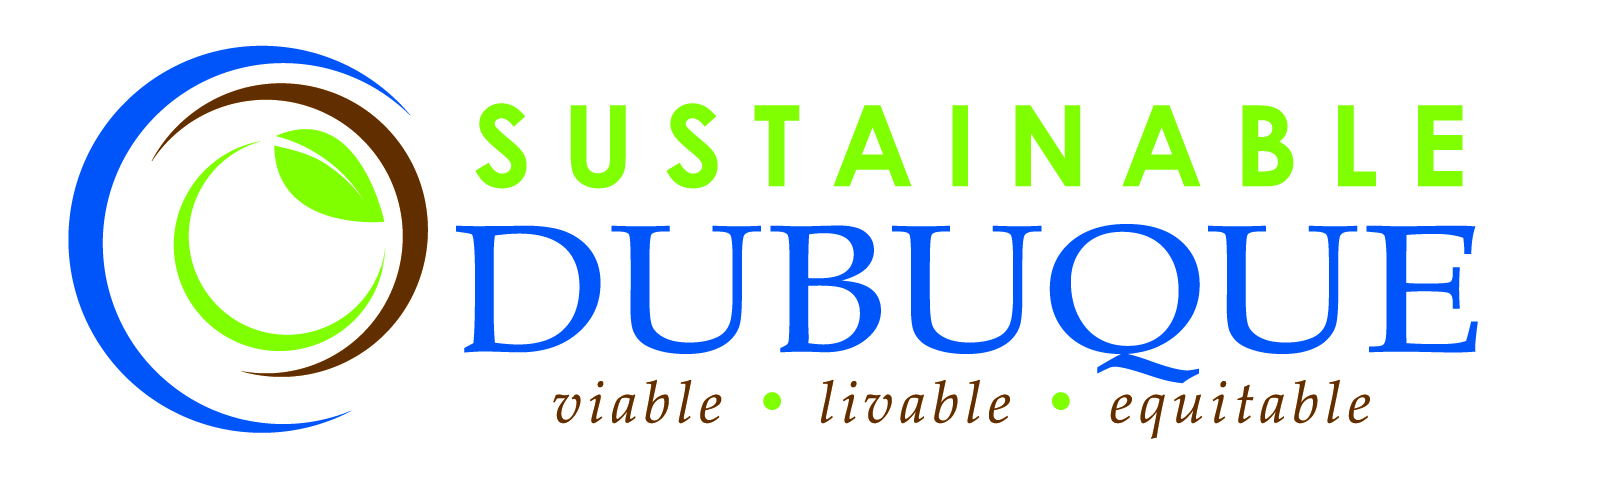 SUSTAINABLE
DUBUQUE
viable • livable • equitable